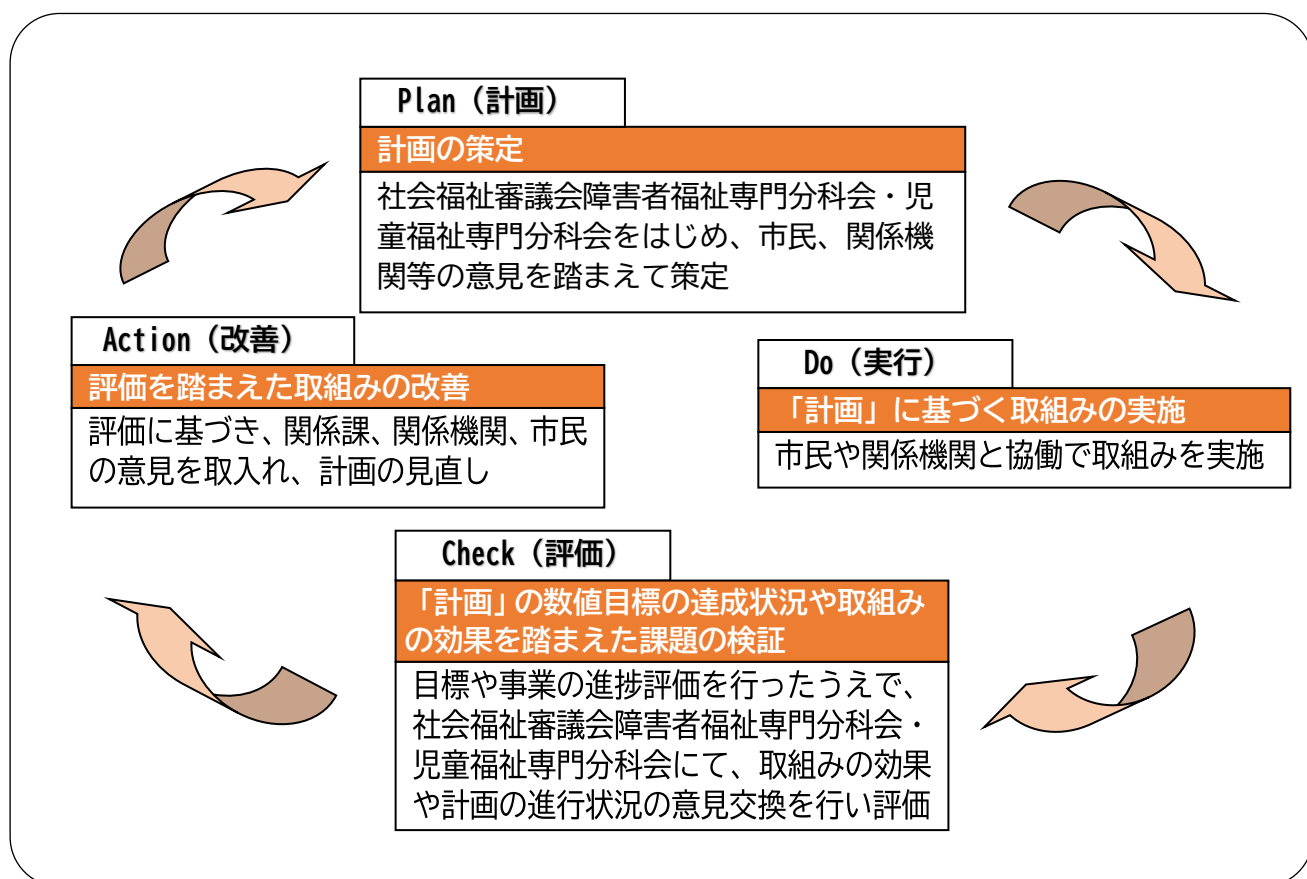 Plan（計画）
計画の策定
社会福祉審議会障害者福祉専門分科会・児
童福祉専門分科会をはじめ、市民、関係機
関等の意見を踏まえて策定
Do（実行）
「計画」に基づく取組みの実施
市民や関係機関と協働で取組みを実施
Check（評価）
「計画」の数値目標の達成状況や取組み
の効果を踏まえた課題の検証
目標や事業の進捗評価を行ったうえで、
社会福祉審議会障害者福祉専門分科会・
児童福祉専門分科会にて、取組みの効果
や計画の進行状況の意見交換を行い評価
Action（改善）
評価を踏まえた取組みの改善
評価に基づき、関係課、関係機関、市民
の意見を取入れ、計画の見直し